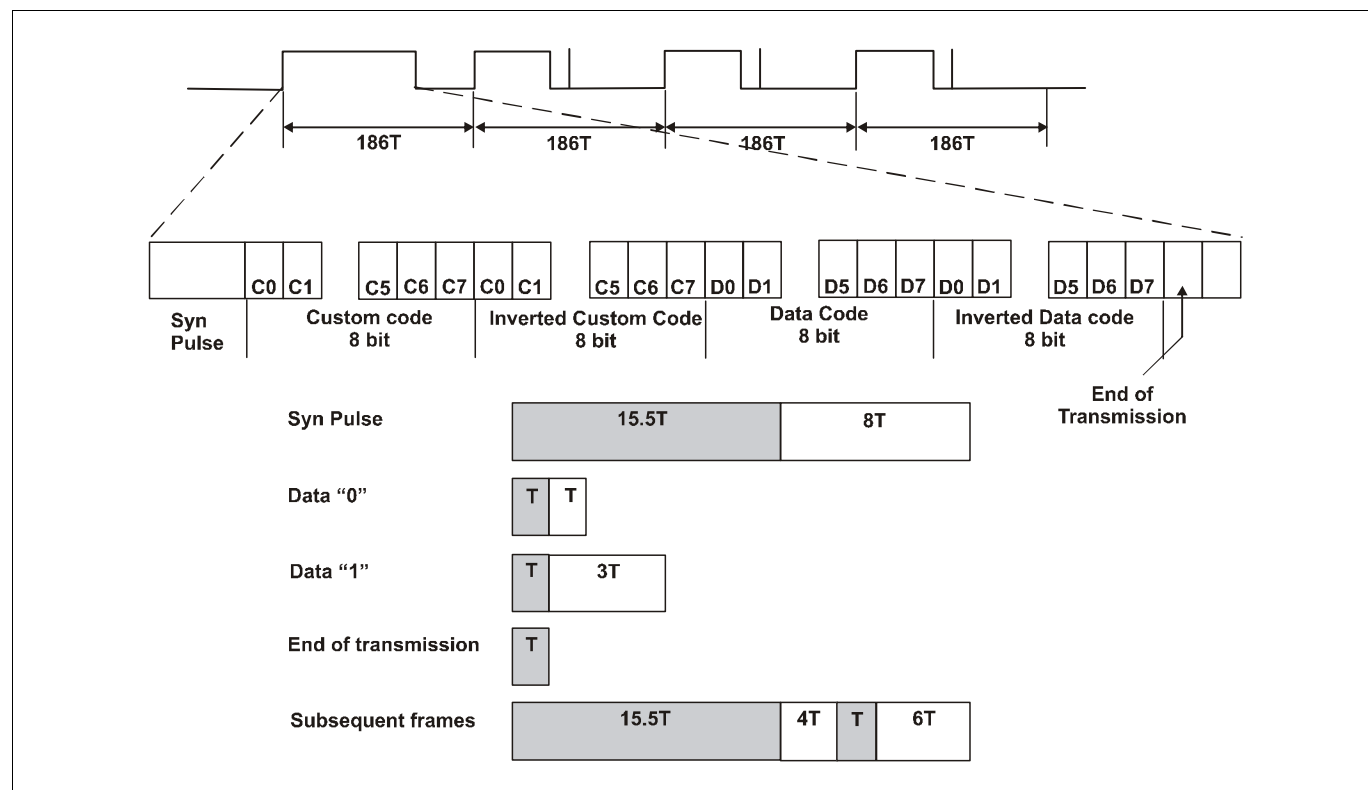 186T 186T 186T 186T
C0 C1 C5 C6 C7 C0 C1 C5 C6 C7 D0 D1 D5 D6 D7 D0 D1 D5 D6 D7
Syn
Pulse
Custom code
8 bit
Inverted Custom Code
8 bit
Data Code
8 bit
Inverted Data code
8 bit
End of
Transmission
Syn Pulse 15.5T 8T
Data “0” T T
Data “1” T 3T
End of transmission T
Subsequent frames 15.5T 4T T 6T